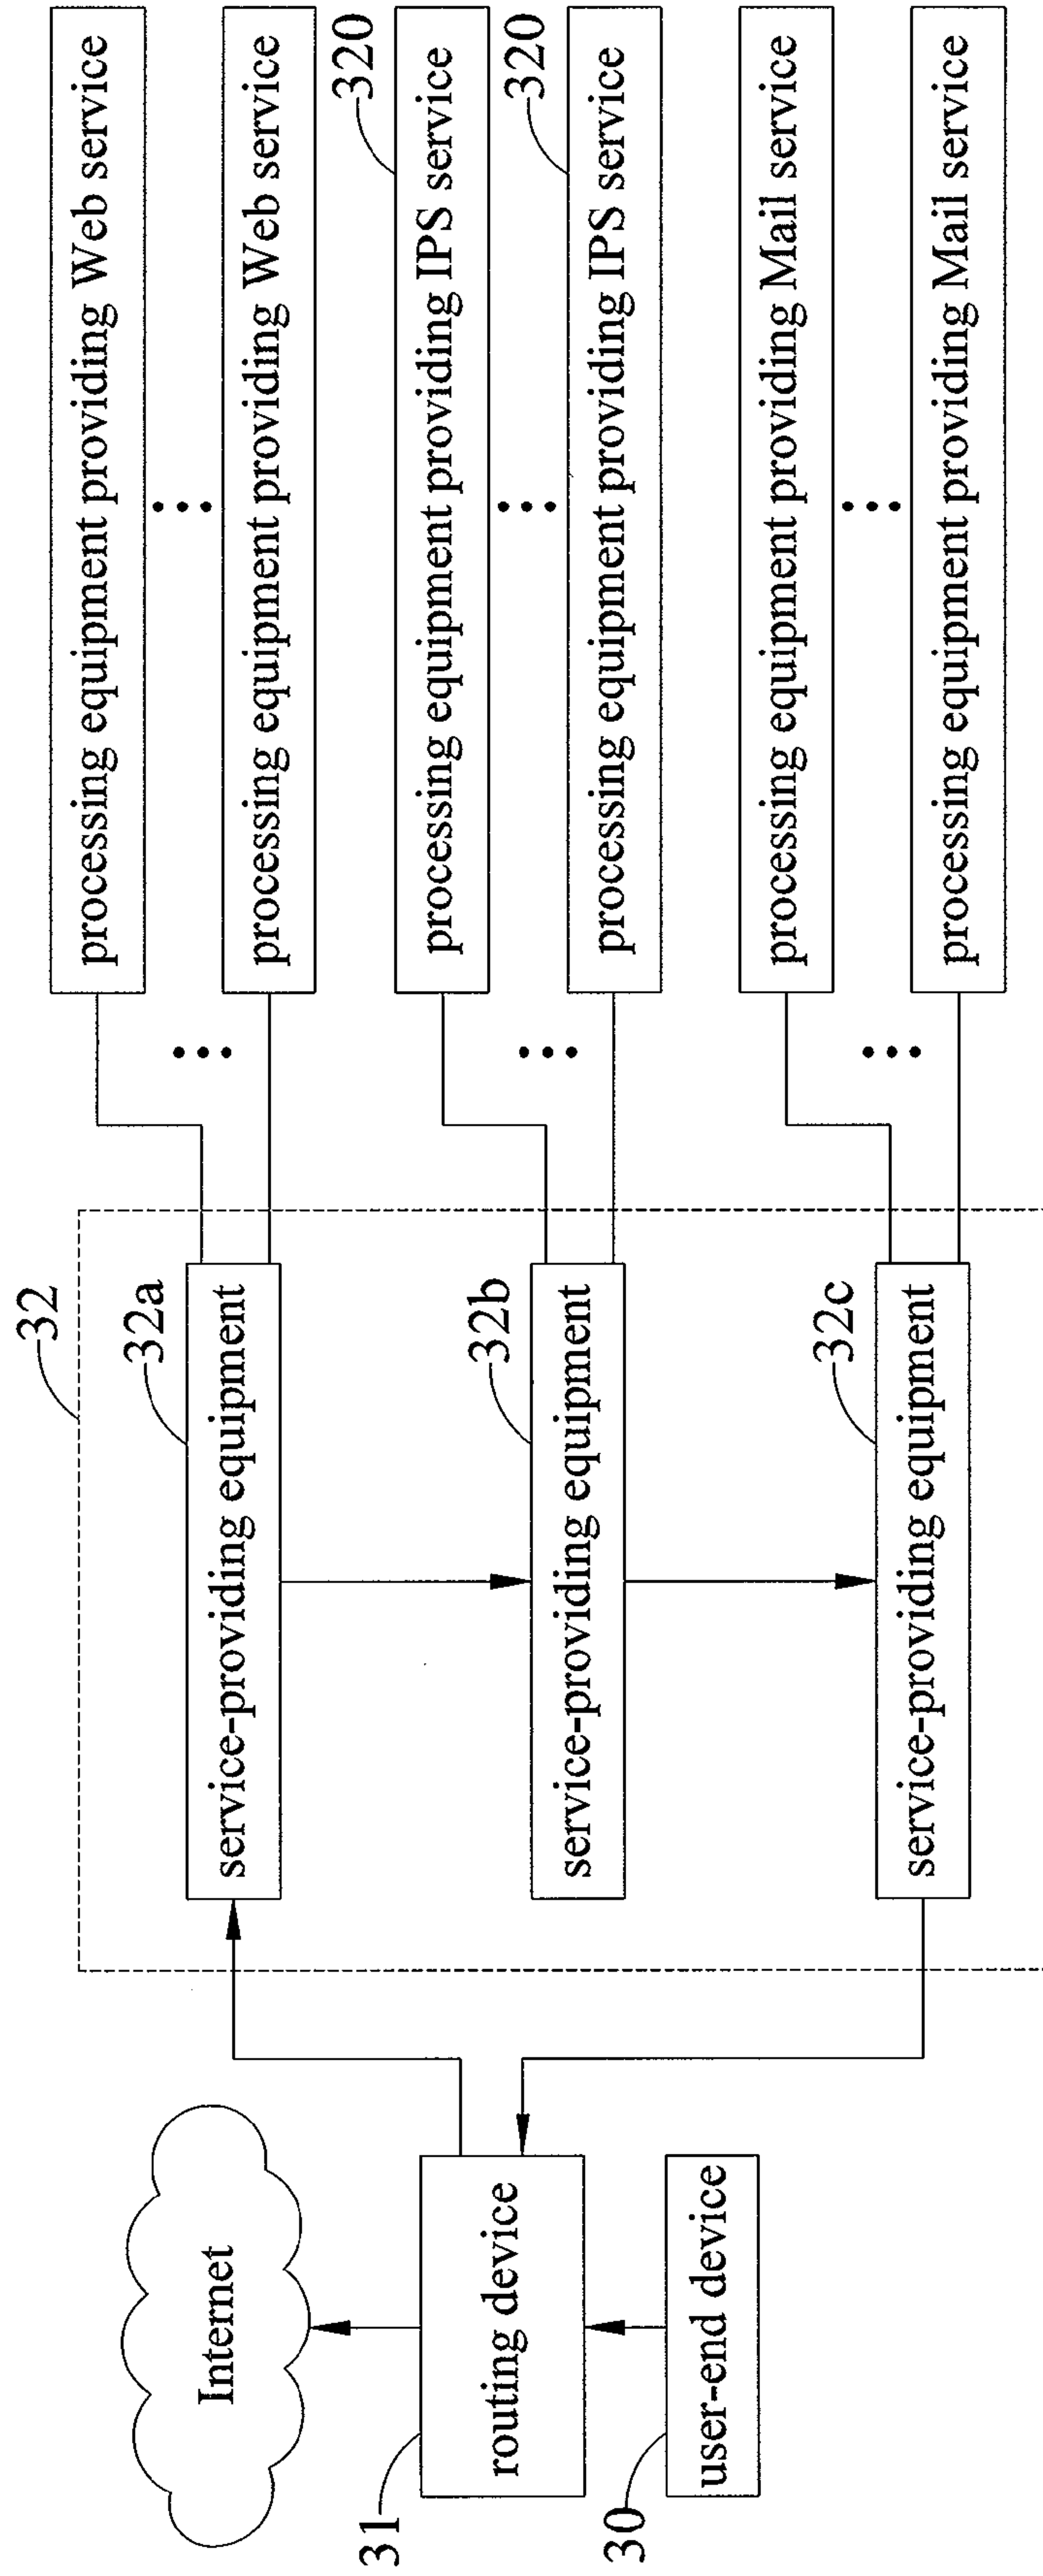 Internet
31
routing device
30
user-end device
32
32a
service-providing equipment
32b
service-providing equipment
32c
service-providing equipment
processing equipment providing Web service
processing equipment providing Web service
320
processing equipment providing IPS service
320
processing equipment providing IPS service
processing equipment providing Mail service
processing equipment providing Mail service